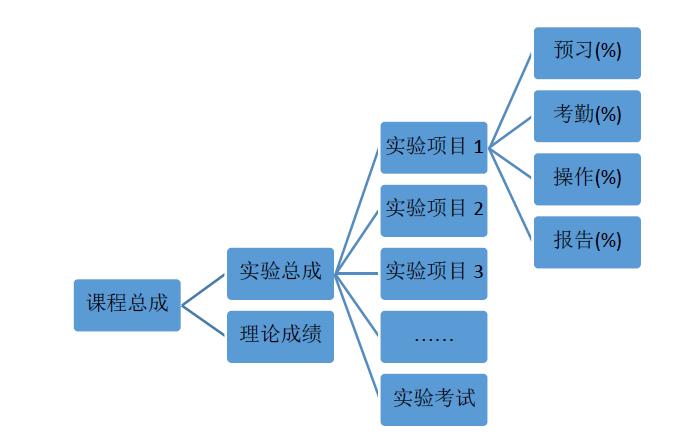 预习(%)
考勤(%)
实验项目 1
操作(%)
实验项目 2
报告(%)
实验总成
实验项目 3
课程总成
理论成绩
……
实验考试